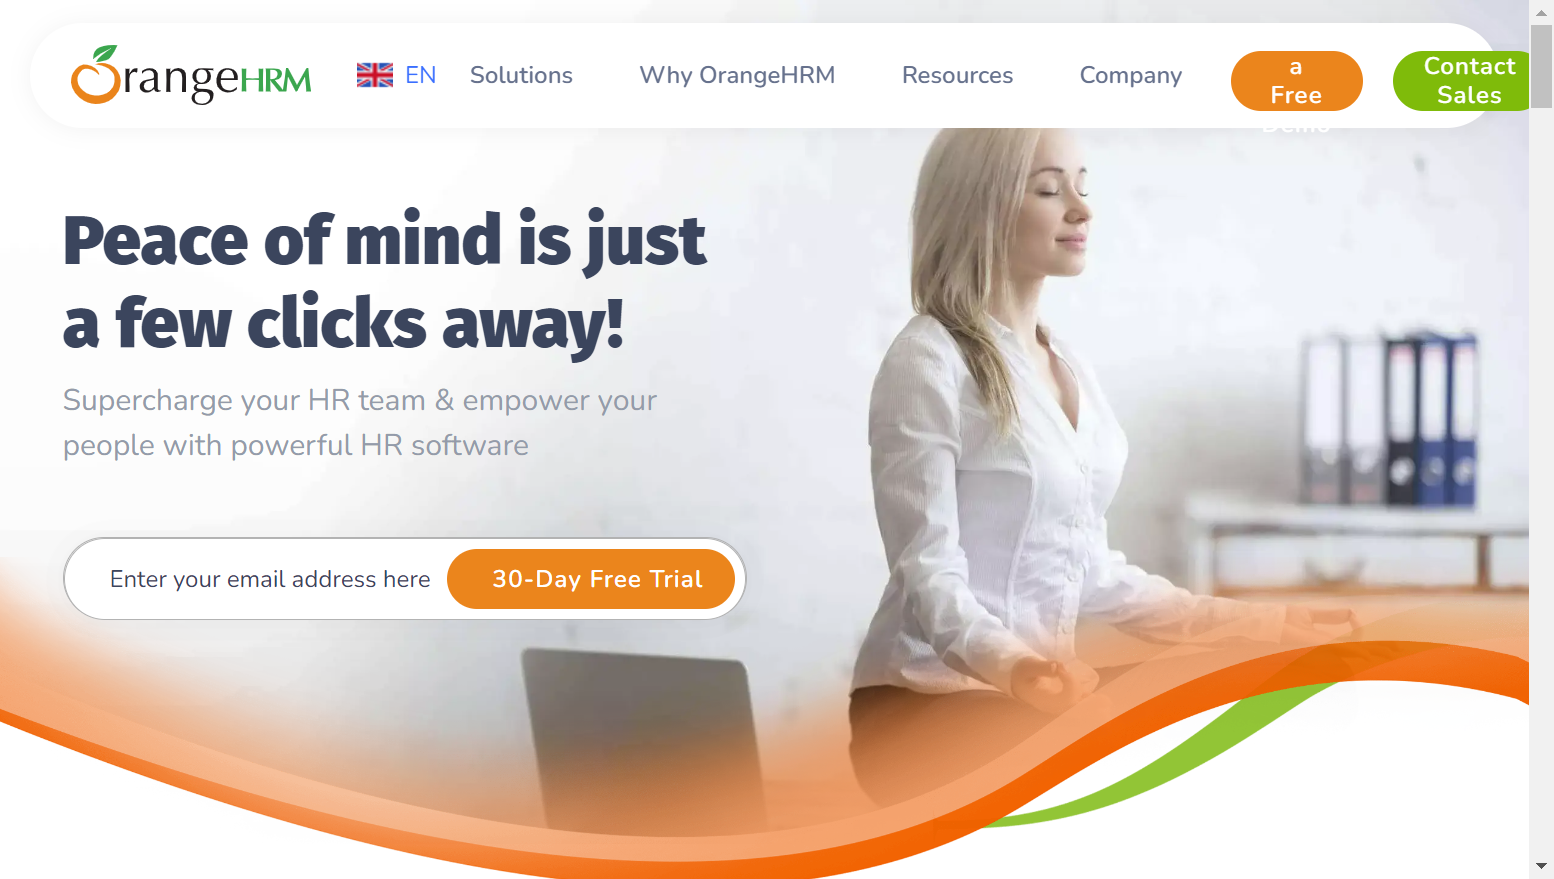 OrangeHRM
EN
Solutions
Why OrangeHRM
Resources
Company
a
Free
Demo
Contact
Sales
Peace of mind is just
a few clicks away!
Supercharge your HR team & empower your
people with powerful HR software
Enter your email address here
30-Day Free Trial